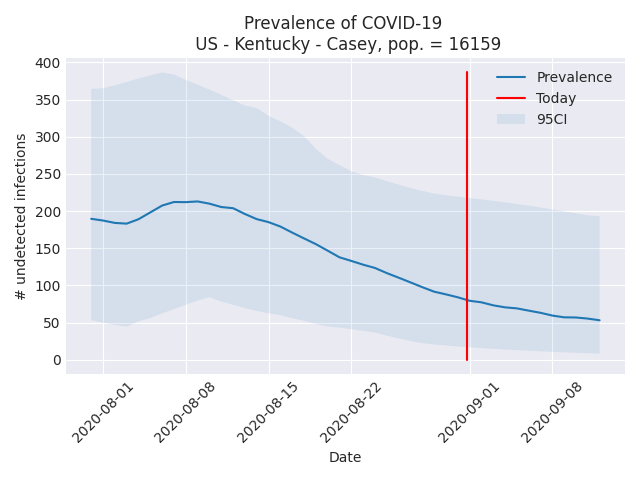 Prevalence of COVID-19
US - Kentucky - Casey, pop. = 16159
# undetected infections
400
350
300
250
200
150
100
50
0
Prevalence
Today
95CI
2020-08-01
2020-08-08
2020-08-15
2020-08-22
2020-09-01
2020-09-08
Date